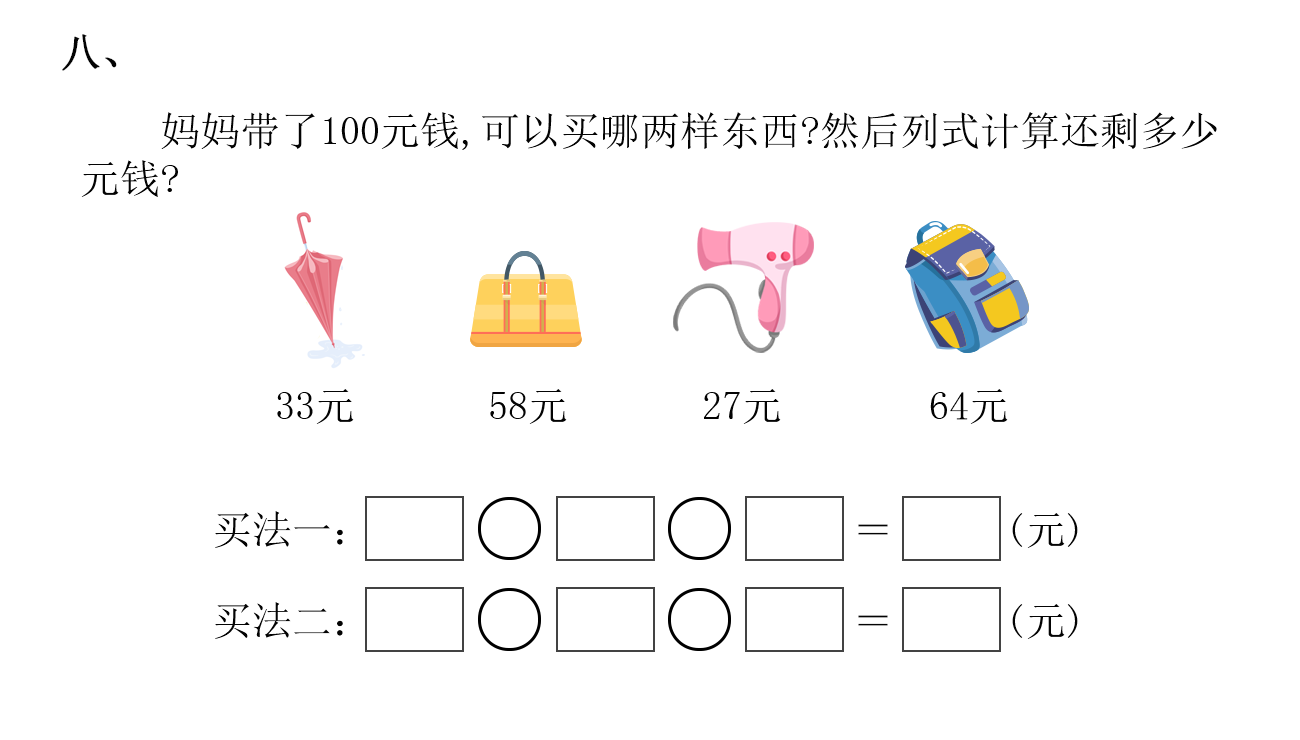 八、
妈妈带了100元钱,可以买哪两样东西?然后列式计算还剩多少
元钱?
33元 58元 27元 64元
买法一: = (元)
买法二: = (元)